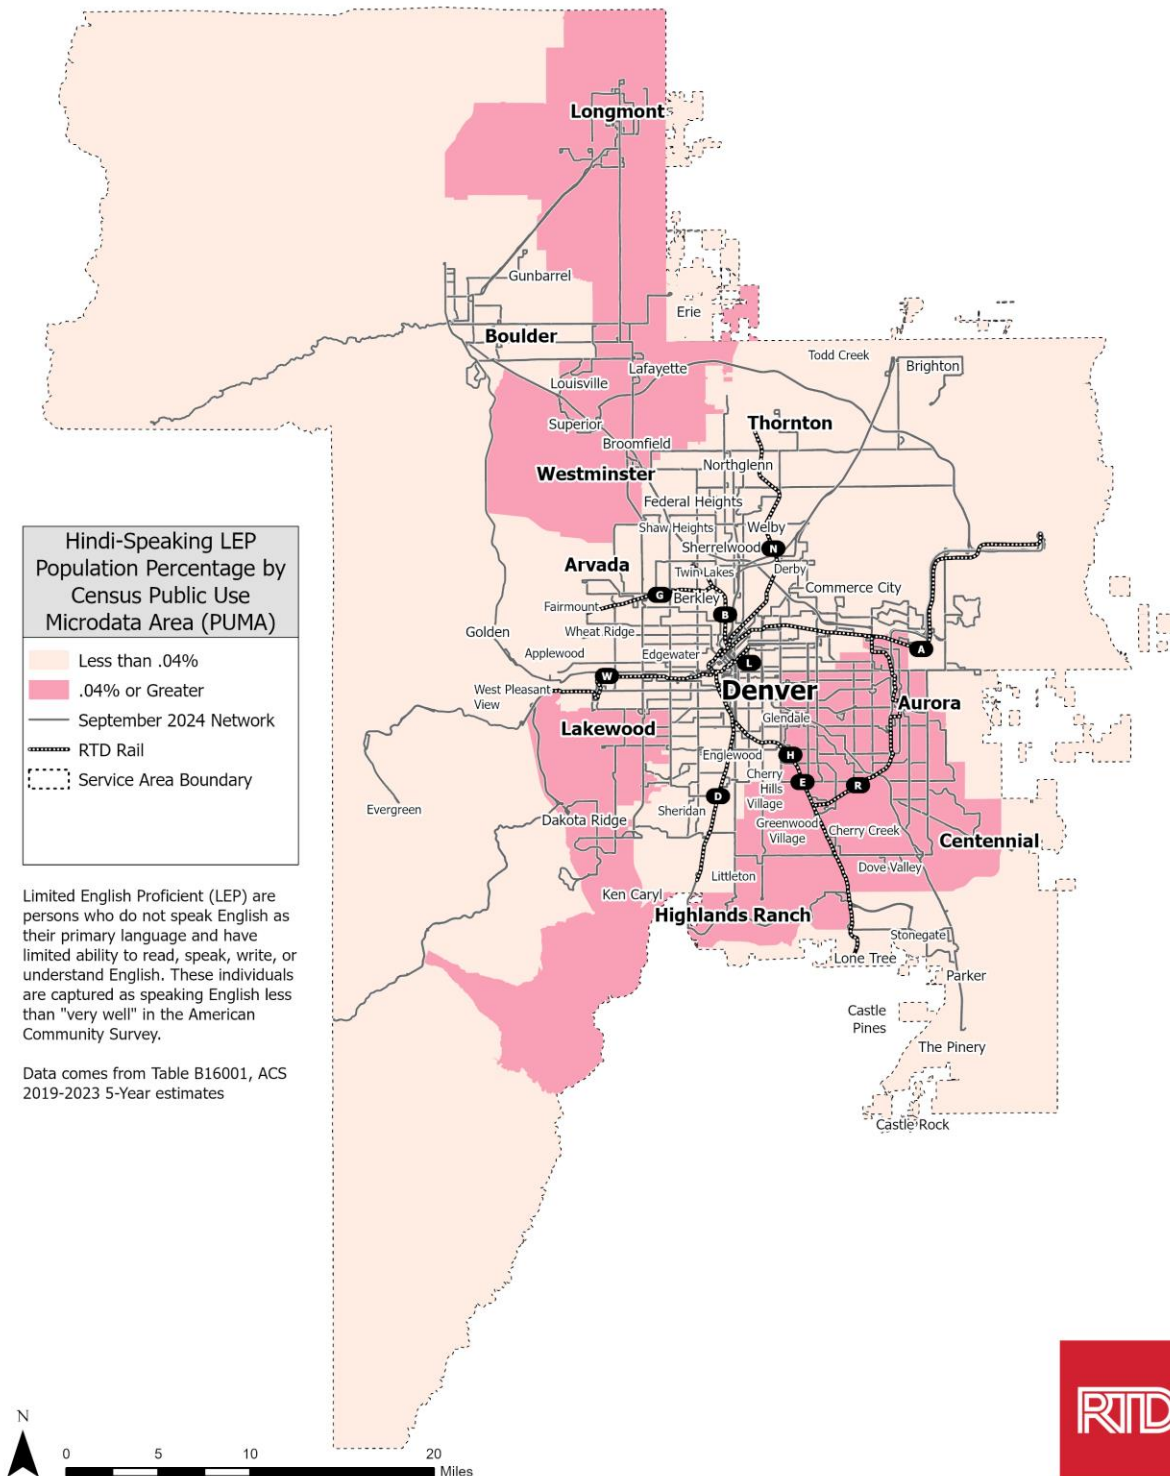 Longmont
Gunbarrel
Erie
Boulder
Todd Creek
Brighton
Lafayette
Louisville
Superior
Thornton
Broomfield
Northglenn
Westminster
Federal Heights
Shaw Heights
Welby
Sherrelwood
N
Arvada
Twin Lakes
Derby
Commerce City
G
Berkley
Fairmount
B
Golden
Wheat Ridge
Applewood
Edgewater
A
L
W
West Pleasant
View
Denver
Aurora
Glendale
Lakewood
Englewood
H
Cherry
Hills
Village
E
R
D
Evergreen
Sheridan
Dakota Ridge
Greenwood
Village
Cherry Creek
Centennial
Dove Valley
Littleton
Ken Caryl
Highlands Ranch
Stonegate
Lone Tree
Parker
Castle
Pines
The Pinery
Castle Rock
Hindi-Speaking LEP
Population Percentage by
Census Public Use
Microdata Area (PUMA)
Less than .04%
.04% or Greater
September 2024 Network
RTD Rail
Service Area Boundary
Limited English Proficient (LEP) are
persons who do not speak English as
their primary language and have
limited ability to read, speak, write, or
understand English. These individuals
are captured as speaking English less
than "very well" in the American
Community Survey.
Data comes from Table B16001, ACS
2019-2023 5-Year estimates
N
0 5 10 20
Miles
RTD